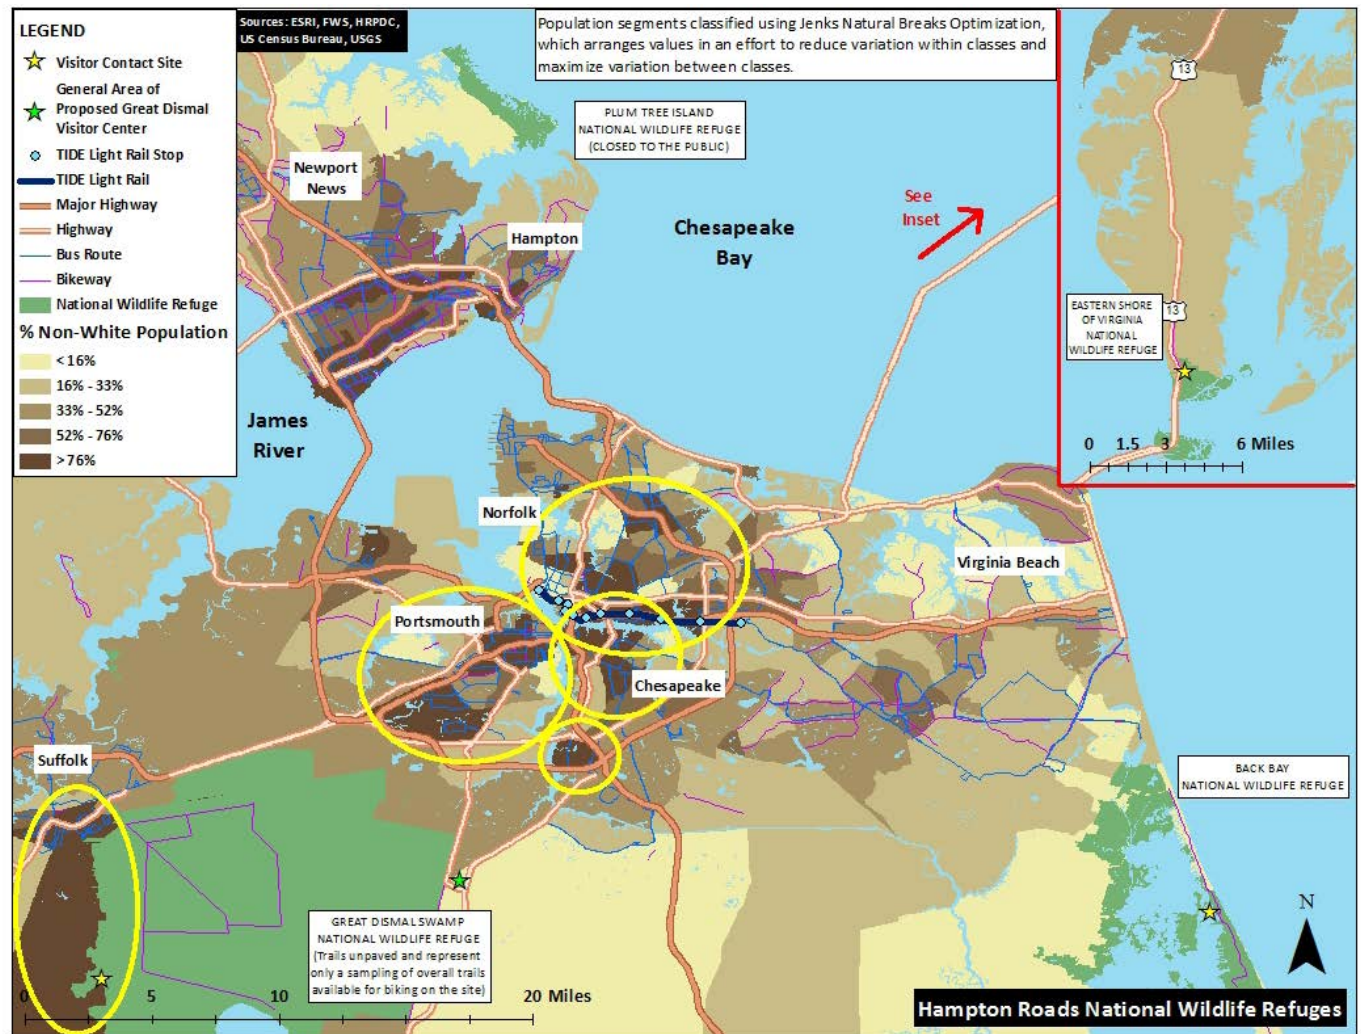 LEGEND
Visitor Contact Site
General Area of
Proposed Great Dismal
Visitor Center
TIDE Light Rail Stop
TIDE Light Rail
Major Highway
Highway
Bus Route
Bikeway
National Wildlife Refuge
% Non-White Population
<16%
16% - 33%
33% - 52%
52% - 76%
>76%
Sources: ESRI, FWS, HRPDC,
US Census Bureau, USGS
Population segments classified using Jenks Natural Breaks Optimization,
which arranges values in an effort to reduce variation within classes and
maximize variation between classes.
PLUM TREE ISLAND
NATIONAL WILDLIFE REFUGE
(CLOSED TO THE PUBLIC)
Newport
News
Hampton
Chesapeake
Bay
See
Inset
13
13
EASTERN SHORE
OF VIRGINIA
NATIONAL
WILDLIFE REFUGE
0 1.5 3 6 Miles
James
River
Norfolk
Virginia Beach
Portsmouth
Chesapeake
Suffolk
BACK BAY
NATIONAL WILDLIFE REFUGE
GREAT DISMAL SWAMP
NATIONAL WILDLIFE REFUGE
(Trails unpaved and represent
only a sampling of overall trails
available for biking on the site)
N
0 5 10 20 Miles
Hampton Roads National Wildlife Refuges